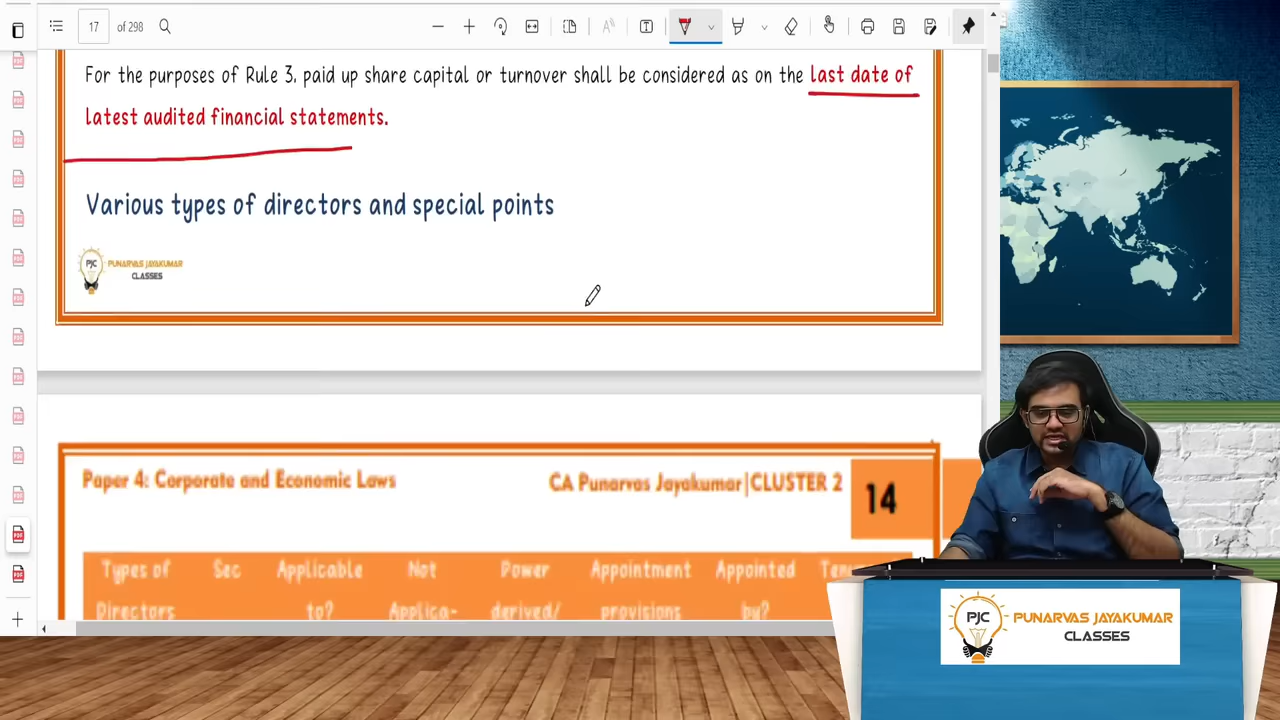 17 of 298
For the purposes of Rule 3, paid up share capital or turnover shall be considered as on the last date of
latest audited financial statements.
Various types of directors and special points
PJC
PUNARVAS JAYAKUMAR
CLASSES
Paper 4: Corporate and Economic Laws
CA Punarvas Jayakumar|CLUSTER 2
14
Types of Sec Applicable Not Power Appointment Appointed
Directors to? Applica- derived/ provisions by?
PJC
PUNARVAS JAYAKUMAR
CLASSES